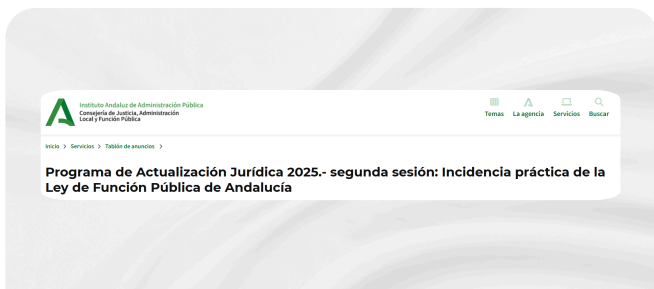 Instituto Andaluz de Administración Pública
Consejería de Justicia, Administración
Local y Función Pública
Temas La agencia Servicios Buscar
Inicio > Servicios > Tablón de anuncios >
Programa de Actualización Jurídica 2025.- segunda sesión: Incidencia práctica de la
Ley de Función Pública de Andalucía